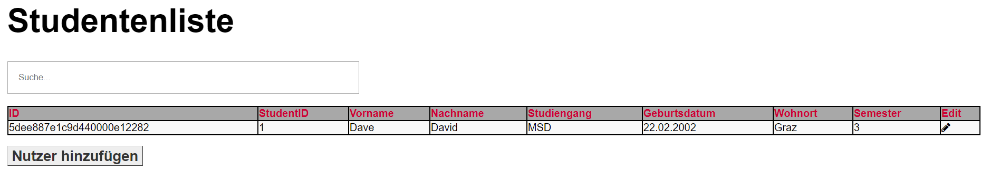 Studentenliste
Suche...
ID StudentID Vorname Nachname Studiengang Geburtsdatum Wohnort Semester Edit
5dee887e1c9d440000e12282 1 Dave David MSD 22.02.2002 Graz 3
Nutzer hinzufügen